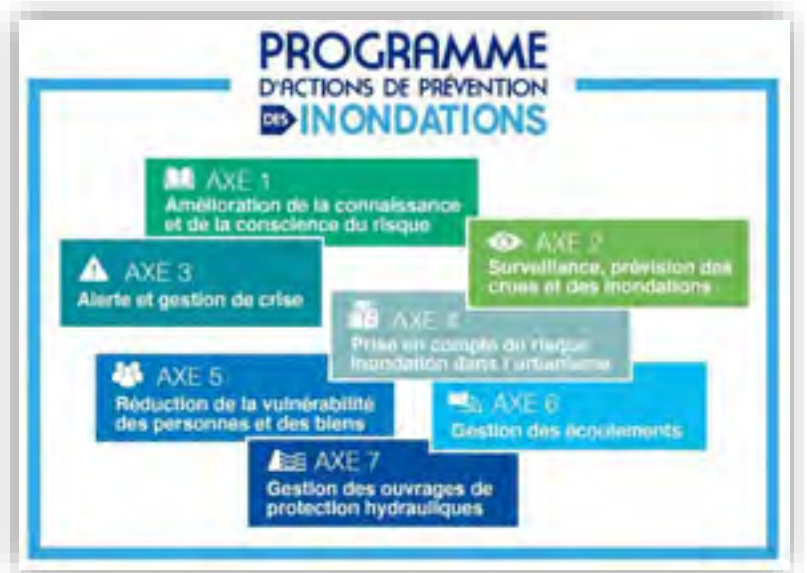 PROGRAMME
D'ACTIONS DE PRÉVENTION
DES INONDATIONS
AXE 1
Amélioration de la connaissance
et de la conscience du risque
AXE 2
Surveillance, prévision des
crues et des inondations
AXE 3
Alerte et gestion de crise
AXE 4
Prise en compte du risque
inondation dans l'urbanisme
AXE 5
Réduction de la vulnérabilité
des personnes et des biens
AXE 6
Gestion des écoulements
AXE 7
Gestion des ouvrages de
protection hydrauliques